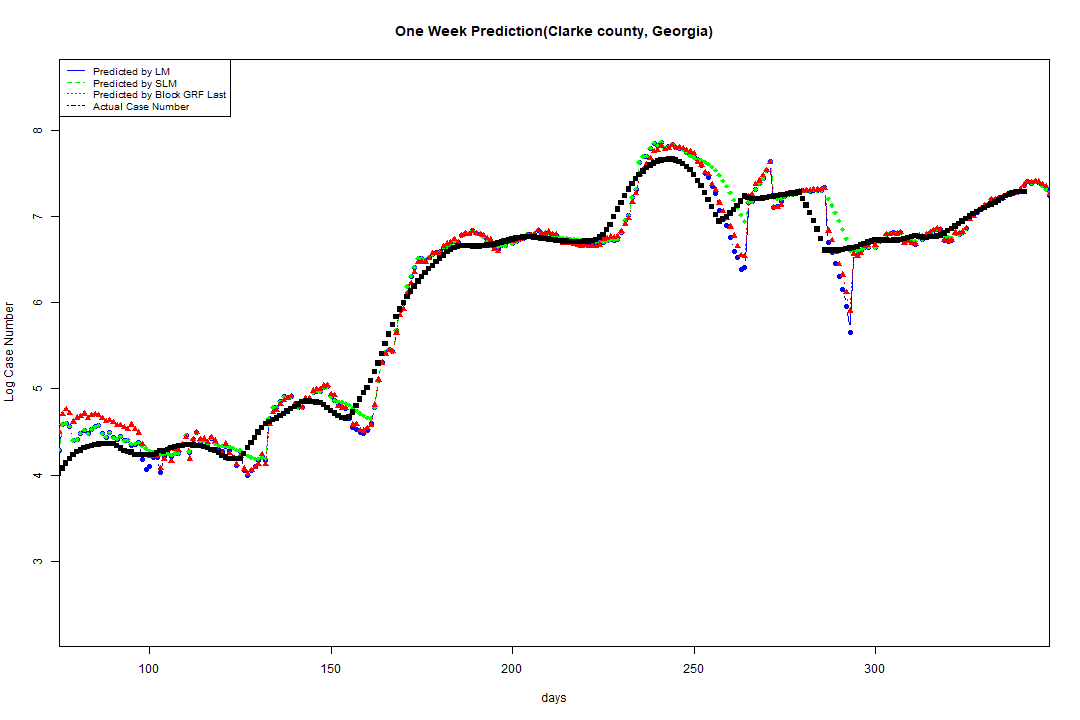 One Week Prediction(Clarke county, Georgia)
Predicted by LM
Predicted by SLM
Predicted by Block GRF Last
Actual Case Number
8
7
6
5
4
3
Log Case Number
100 150 200 250 300
days